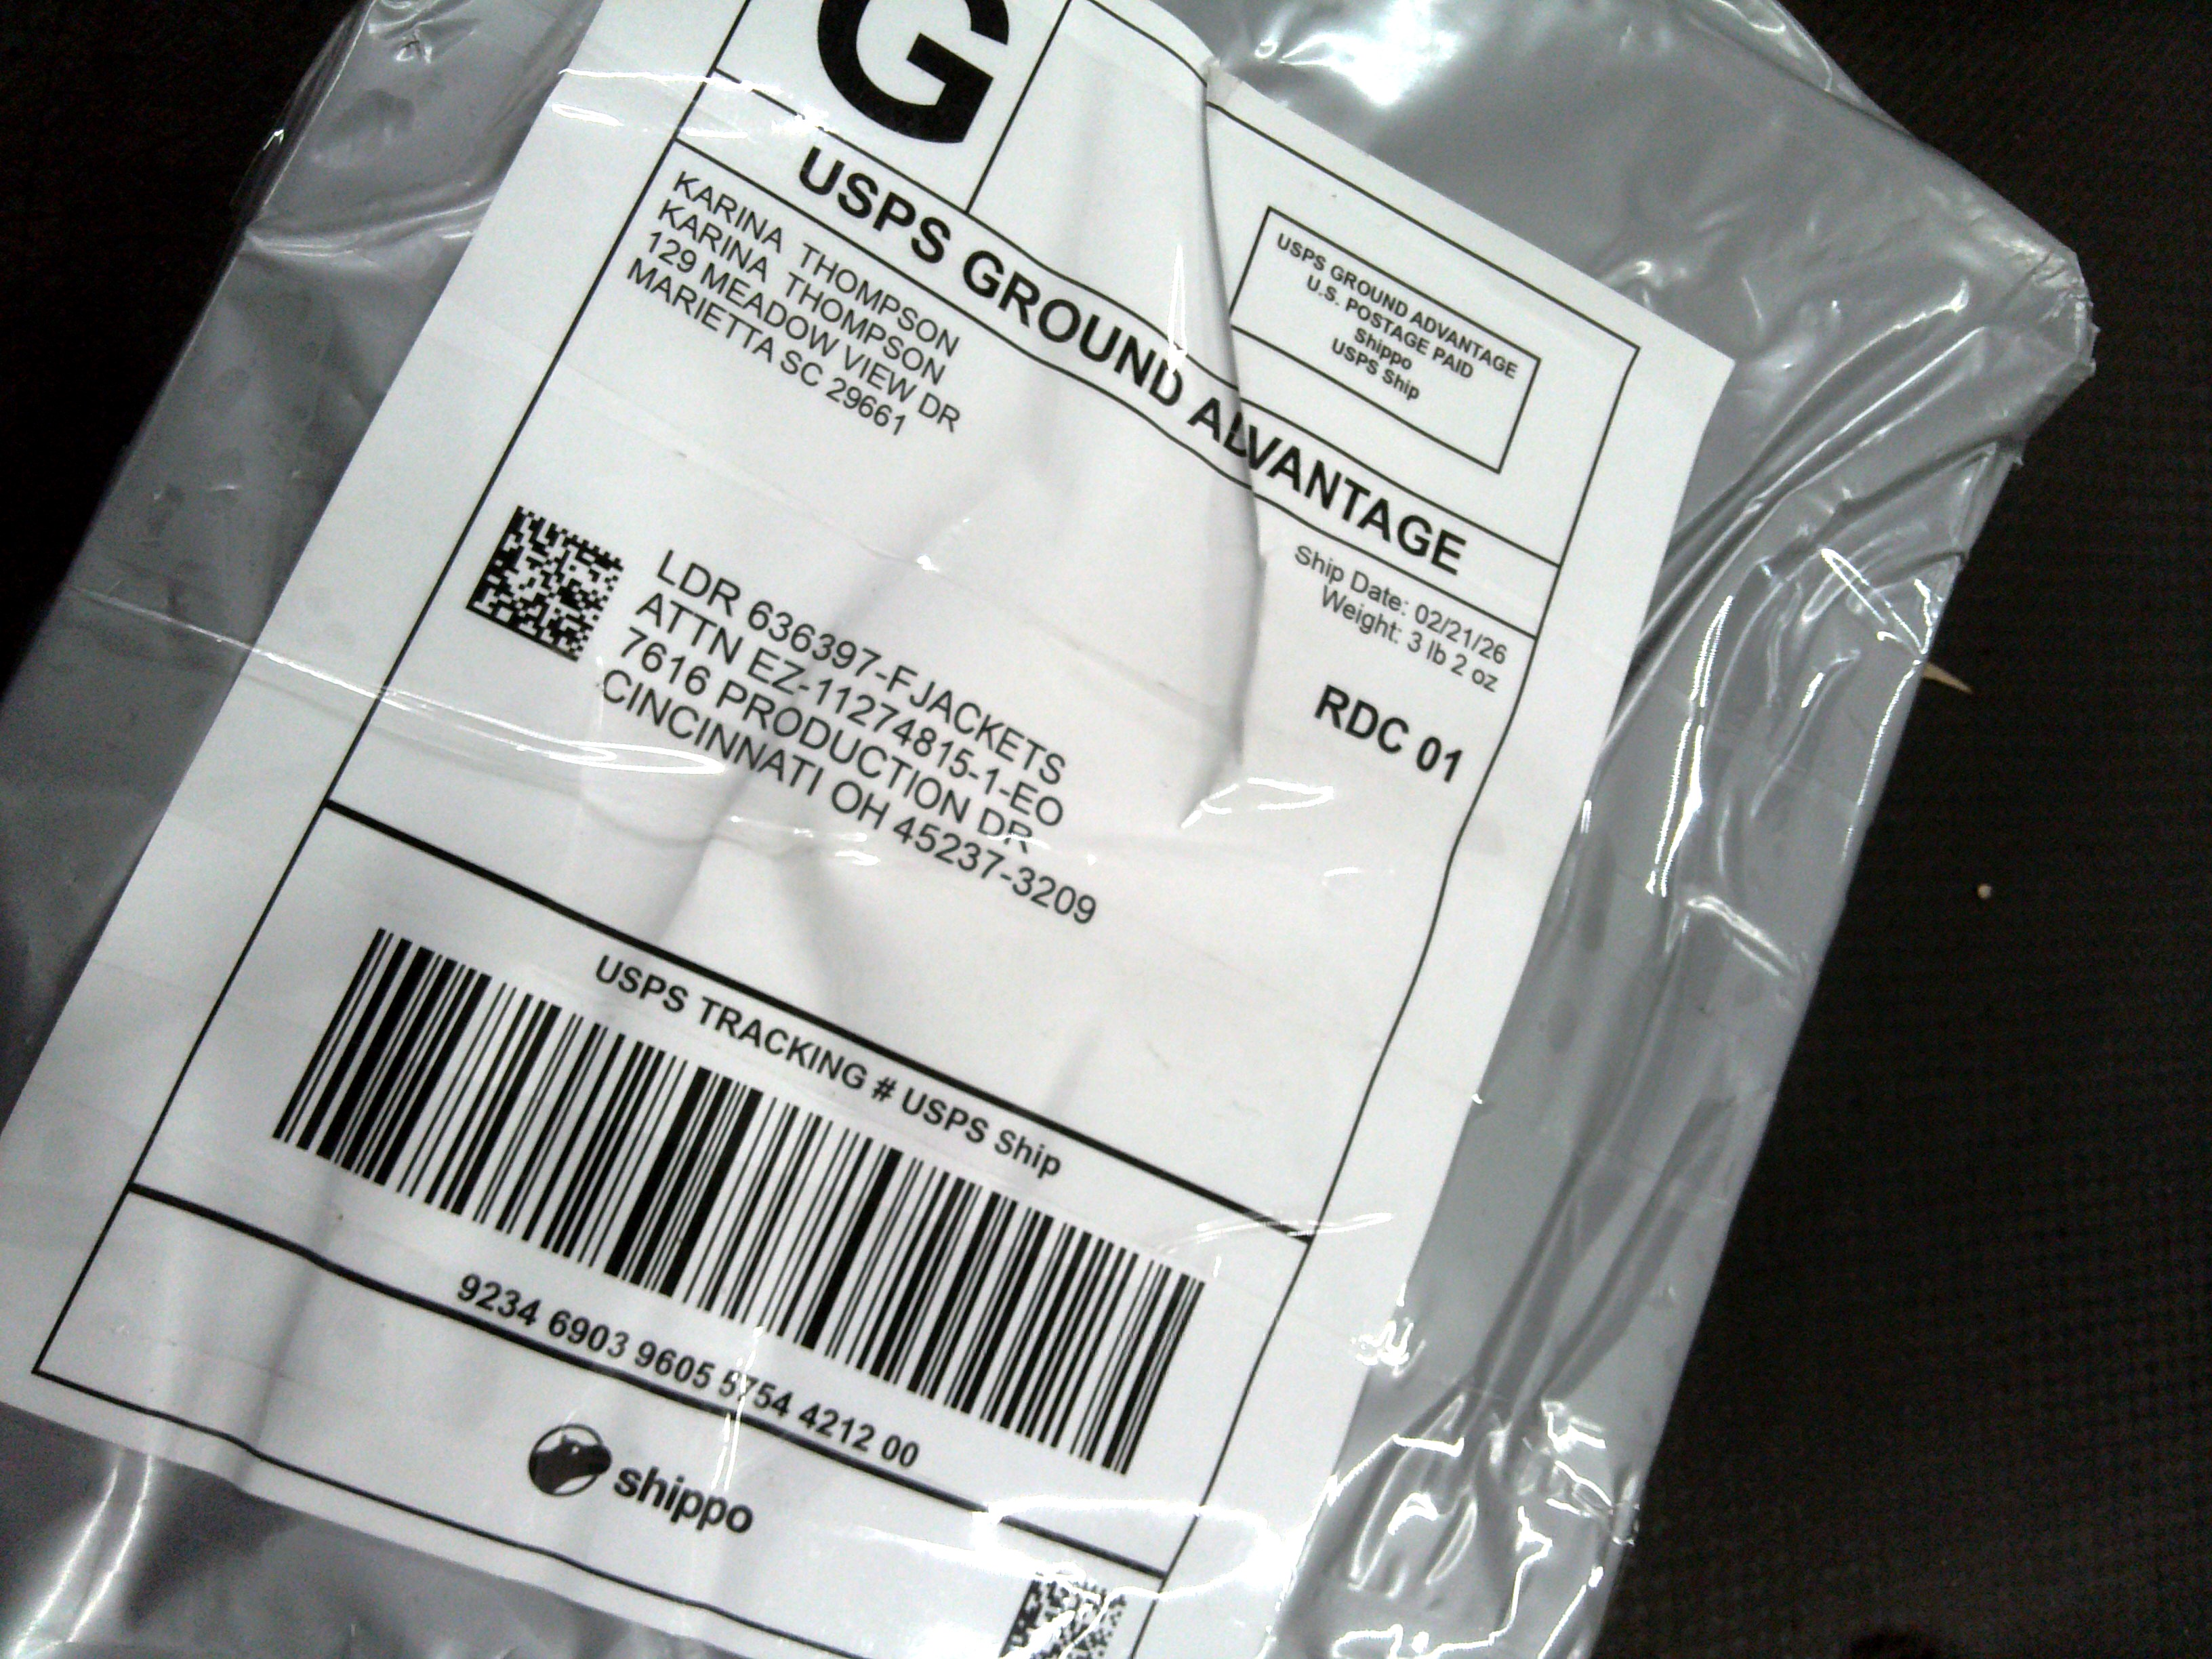 G
USPS GROUND ADVANTAGE
U.S. POSTAGE PAID
Shippo
USPS Ship
USPS GROUND ADVANTAGE
KARINA THOMPSON
KARINA THOMPSON
129 MEADOW VIEW DR
MARIETTA SC 29661
Ship Date: 02/21/26
Weight: 3 lb 2 oz
RDC 01
LDR 636397-FJACKETS
ATTN EZ-11274815-1-EO
7616 PRODUCTION DR
CINCINNATI OH 45237-3209
USPS TRACKING # USPS Ship
9234 6903 9605 5754 4212 00
shippo